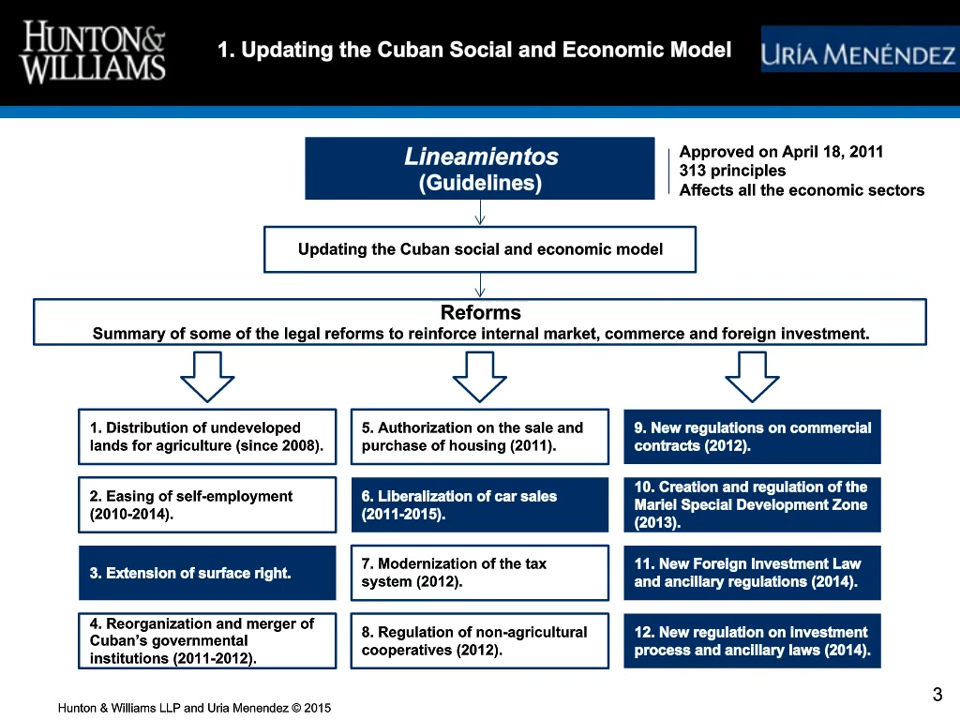 HUNTON&
WILLIAMS
1. Updating the Cuban Social and Economic Model
URÍA MENÉNDEZ
Lineamientos
(Guidelines)
Approved on April 18, 2011
313 principles
Affects all the economic sectors
Updating the Cuban social and economic model
Reforms
Summary of some of the legal reforms to reinforce internal market, commerce and foreign investment.
1. Distribution of undeveloped
lands for agriculture (since 2008).
2. Easing of self-employment
(2010-2014).
3. Extension of surface right.
4. Reorganization and merger of
Cuban's governmental
institutions (2011-2012).
5. Authorization on the sale and
purchase of housing (2011).
6. Liberalization of car sales
(2011-2015).
7. Modernization of the tax
system (2012).
8. Regulation of non-agricultural
cooperatives (2012).
9. New regulations on commercial
contracts (2012).
10. Creation and regulation of the
Mariel Special Development Zone
(2013).
11. New Foreign Investment Law
and ancillary regulations (2014).
12. New regulation on investment
process and ancillary laws (2014).
3
Hunton & Williams LLP and Uria Menendez © 2015